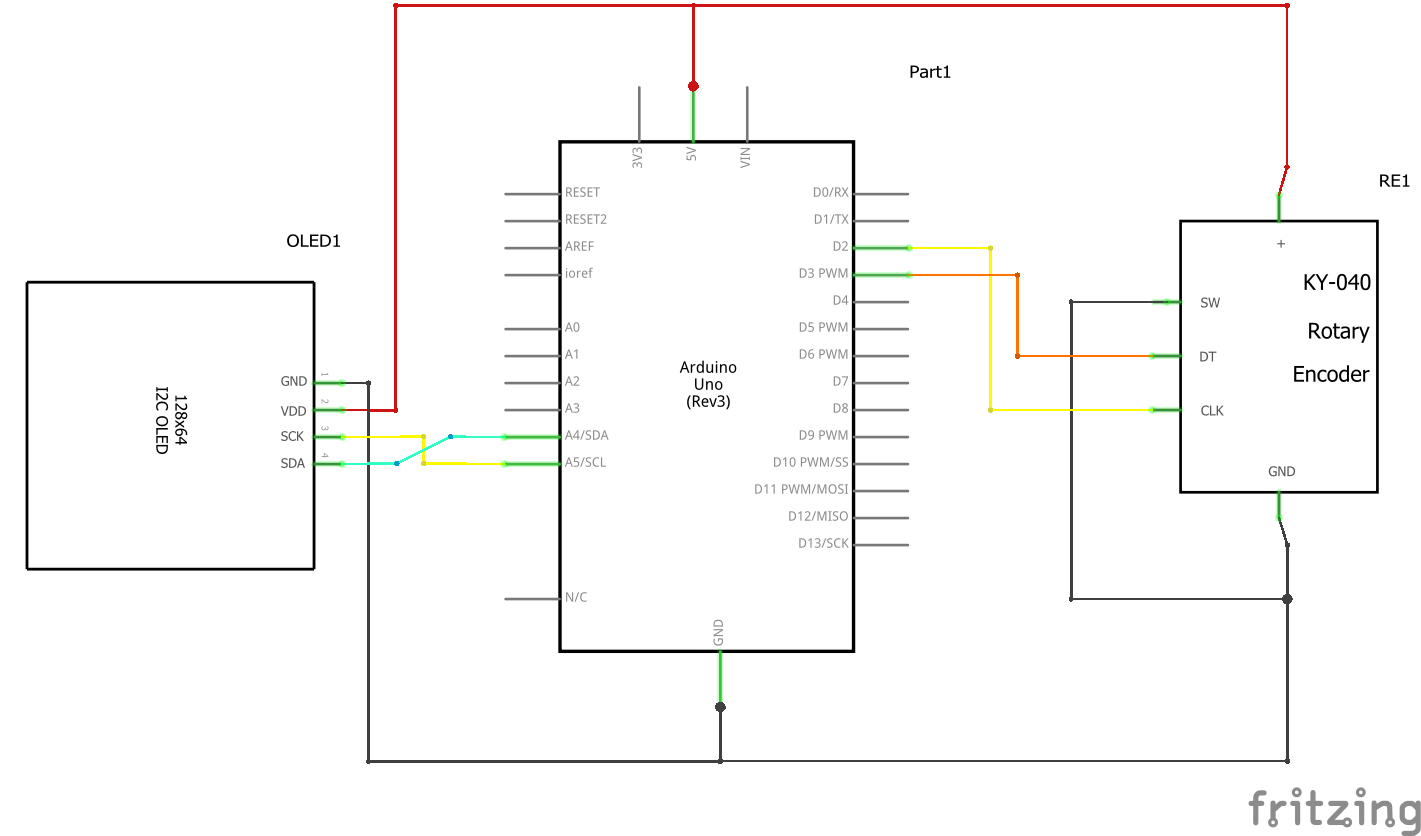 Part1
3V3
5V
VIN
RESET
RESET2
AREF
ioref
A0
A1
A2
A3
A4/SDA
A5/SCL
N/C
D0/RX
D1/TX
D2
D3 PWM
D4
D5 PWM
D6 PWM
D7
D8
D9 PWM
D10 PWM/SS
D11 PWM/MOSI
D12/MISO
D13/SCK
GND
Arduino
Uno
(Rev3)
OLED1
128x64
I2C OLED
GND
1
VDD
2
SCK
3
SDA
4
RE1
+
KY-040
Rotary
Encoder
SW
DT
CLK
GND
fritzing